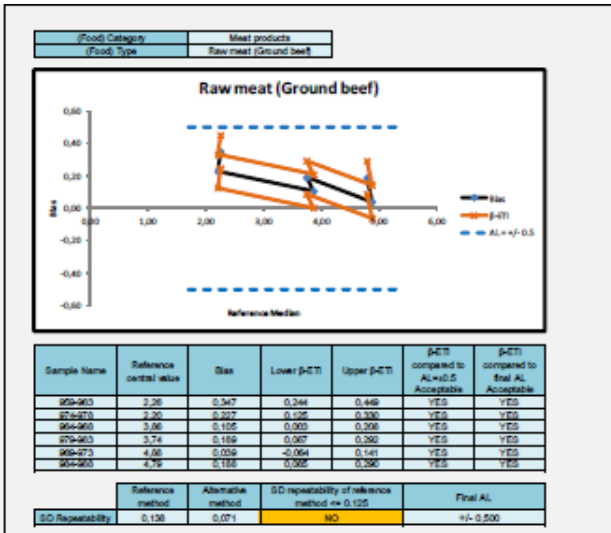 (Food) Category Meat products
(Food) Type Raw meat (Ground beef)
Raw meat (Ground beef)
0,60
0,40
0,20
0,00
-0,20
-0,40
-0,60
0,00 1,00 2,00 3,00 4,00 5,00 6,00
Bias
Reference Median
Bias
β-ETI
AL = +/- 0.5
Sample Name Reference central value Bias Lower β-ETI Upper β-ETI β-ETI compared to AL=±0.5 Acceptable β-ETI compared to final AL Acceptable
0,347 0,244 0,449 YES YES
974-978 2,20 0,227 0,125 0,330 YES YES
964-968 3,86 0,105 0,003 0,208 YES YES
979-983 3,74 0,189 0,087 0,292 YES YES
969-973 0,039 -0,064 0,141 YES YES
4,79 0,188 0,085 0,290 YES YES
Reference method Alternative method SD repeatability of reference method <= 0.125 Final AL
SD Repeatability 0,138 0,071 NO +/- 0,500